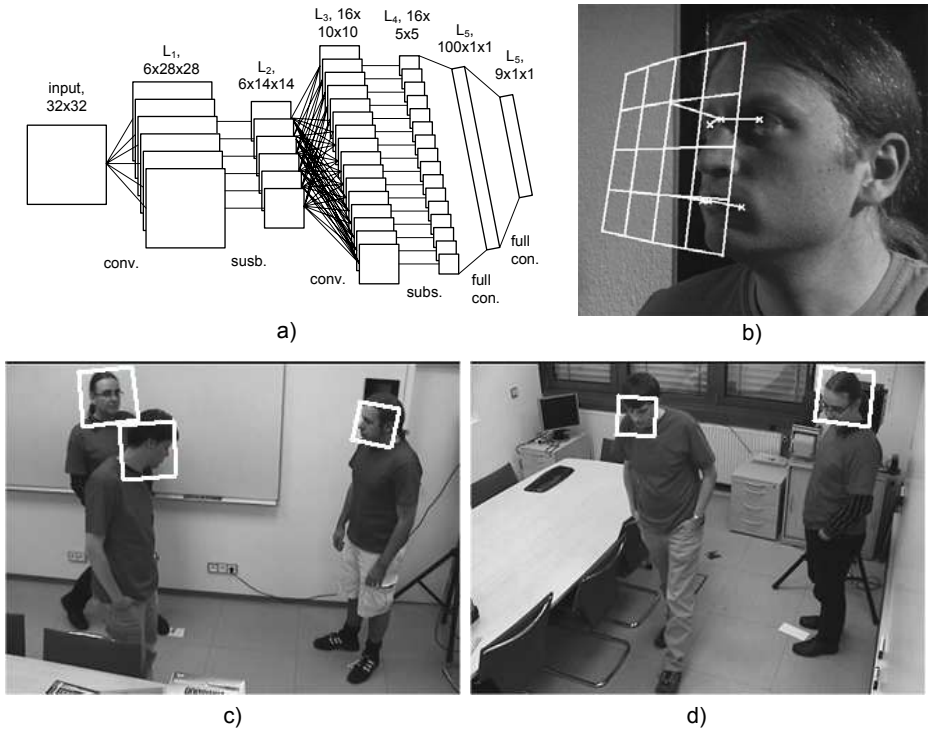 input,
32x32
L₁,
6x28x28
L₂,
6x14x14
L₃, 16x
10x10
L₄, 16x
5x5
L₅,
100x1x1
L₅,
9x1x1
conv.
susb.
conv.
subs.
full
con.
full
con.
a)
b)
c)
d)